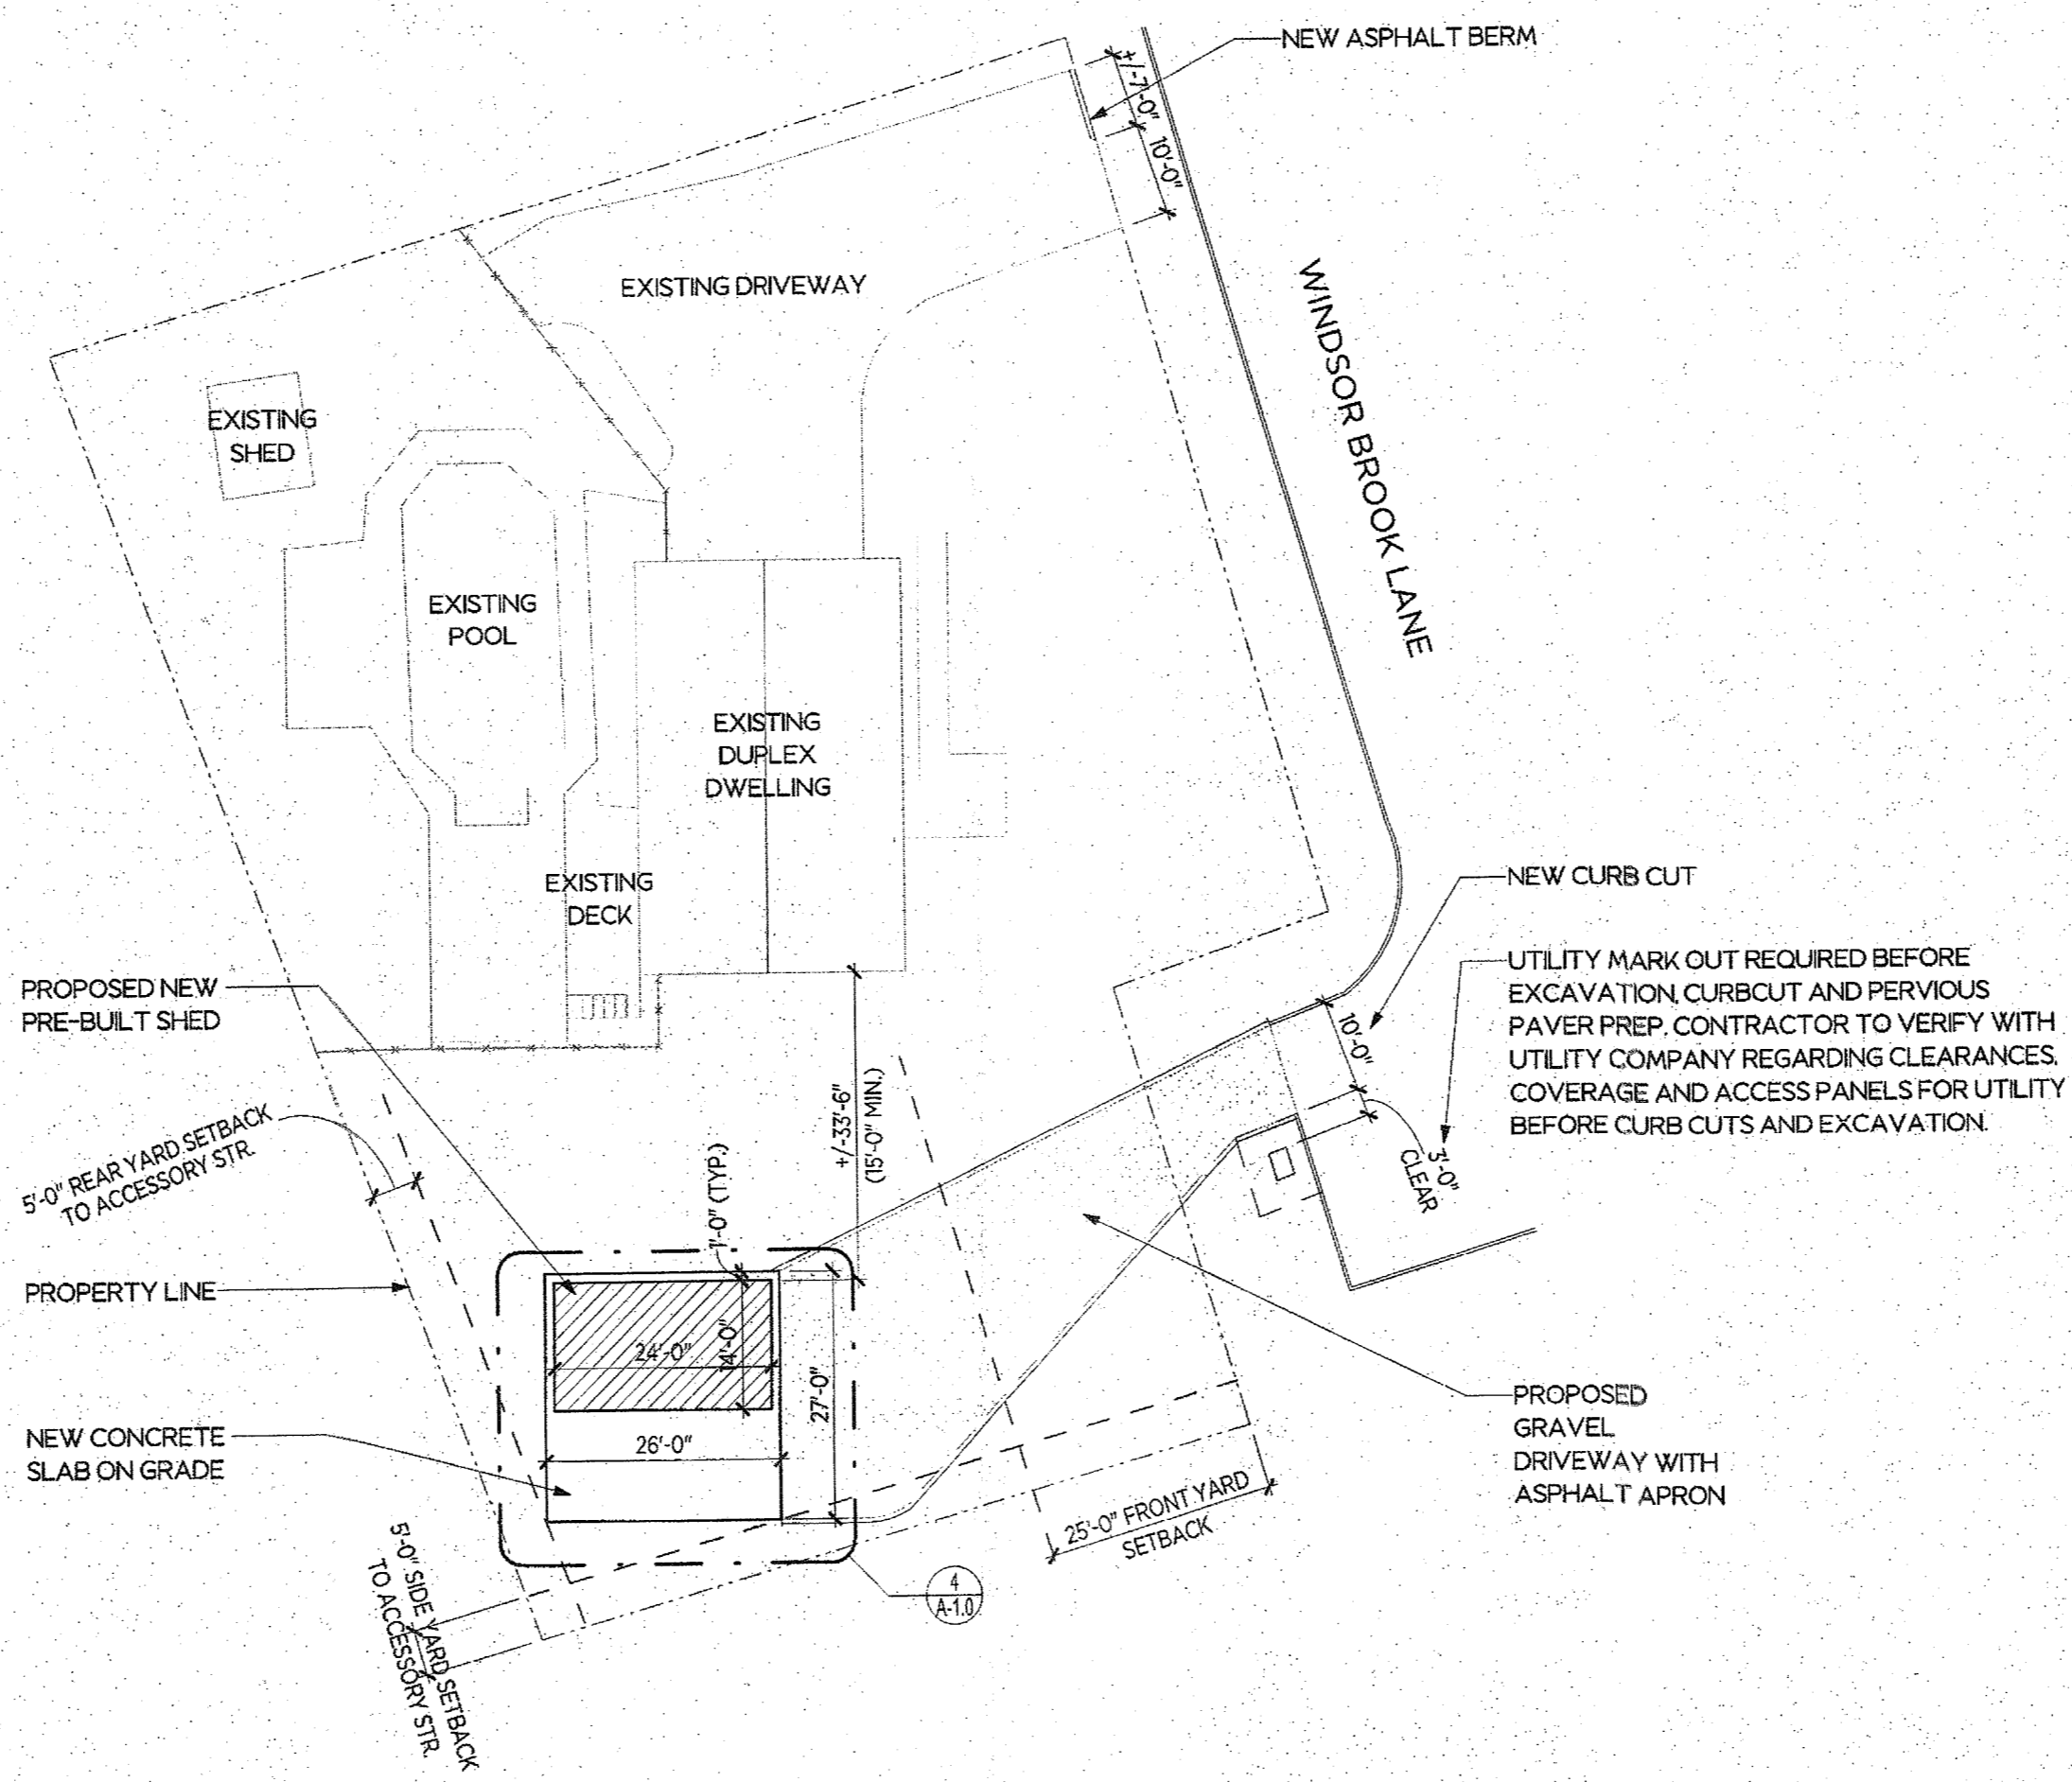 NEW ASPHALT BERM
+/-7'-0"
10'-0"
EXISTING DRIVEWAY
WINDSOR BROOK LANE
EXISTING
SHED
EXISTING
POOL
EXISTING
DUPLEX
DWELLING
EXISTING
DECK
NEW CURB CUT
UTILITY MARK OUT REQUIRED BEFORE
EXCAVATION, CURBCUT AND PERVIOUS
PAVER PREP. CONTRACTOR TO VERIFY WITH
UTILITY COMPANY REGARDING CLEARANCES,
COVERAGE AND ACCESS PANELS FOR UTILITY
BEFORE CURB CUTS AND EXCAVATION.
PROPOSED NEW
PRE-BUILT SHED
10'-0"
3'-0"
CLEAR
+/-33'-6"
(15'-0" MIN.)
5'-0" REAR YARD SETBACK
TO ACCESSORY STR.
1'-0" (TYP.)
PROPERTY LINE
24'-0"
14'-0"
27'-0"
26'-0"
NEW CONCRETE
SLAB ON GRADE
PROPOSED
GRAVEL
DRIVEWAY WITH
ASPHALT APRON
25'-0" FRONT YARD
SETBACK
5'-0" SIDE YARD SETBACK
TO ACCESSORY STR.
4
A-1.0